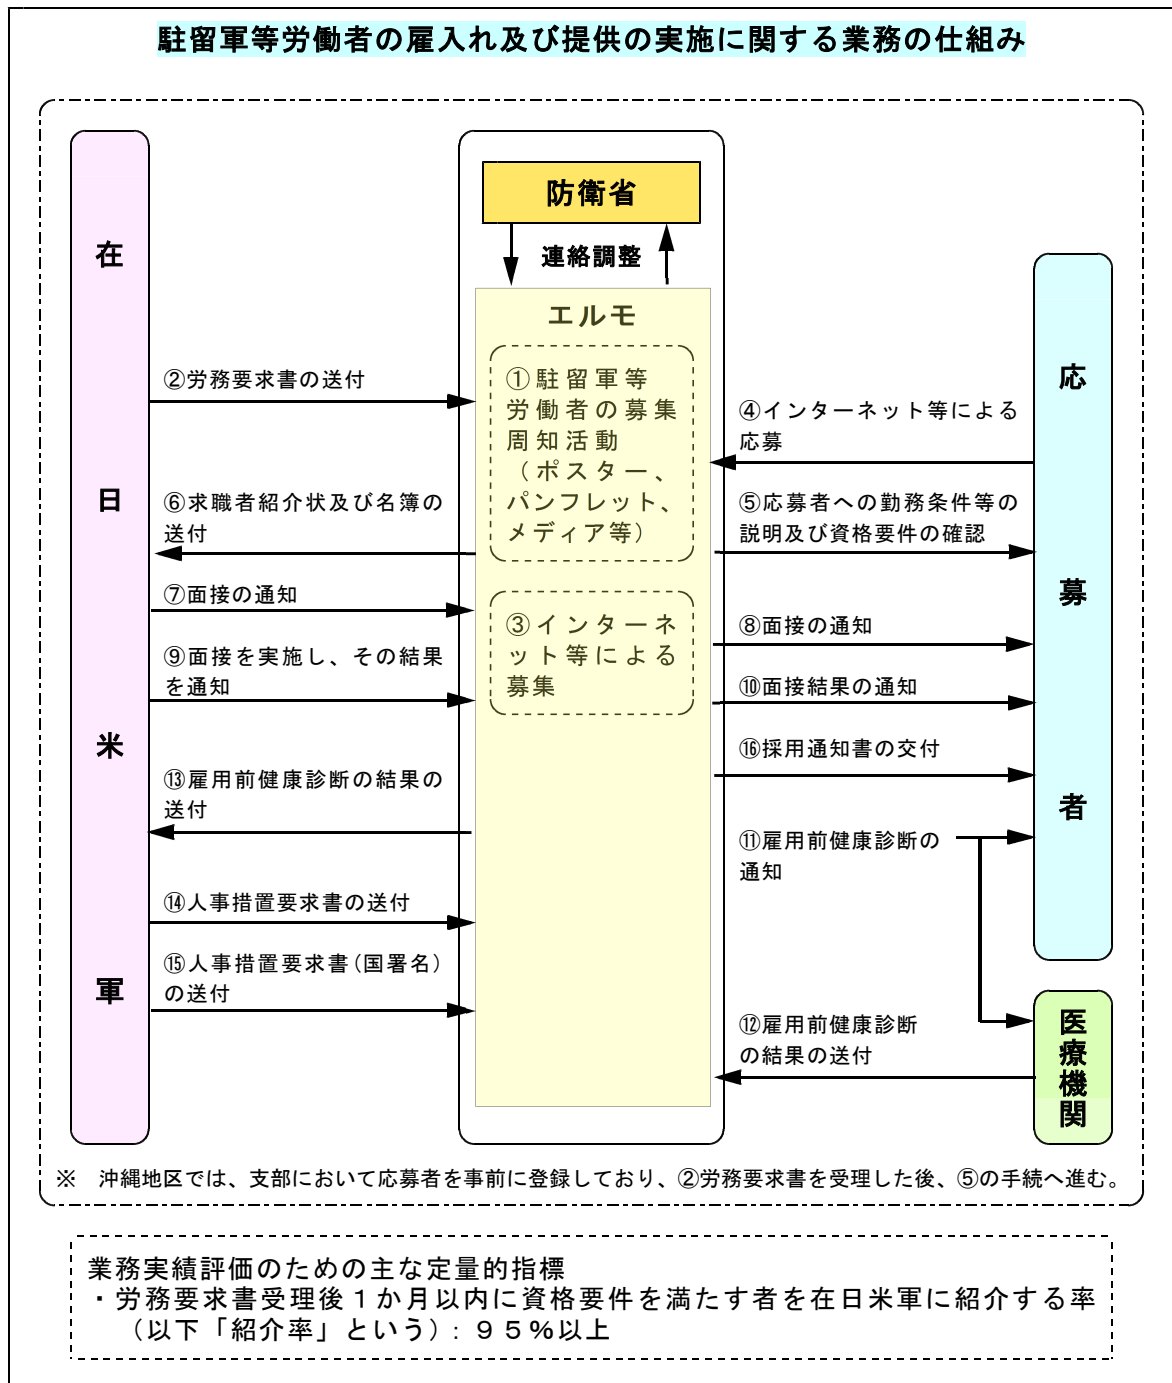 駐留軍等労働者の雇入れ及び提供の実施に関する業務の仕組み
防衛省
連絡調整
エルモ
①駐留軍等
労働者の募集
周知活動
（ポスター、
パンフレット、
メディア等）
③インターネ
ット等による
募集
在日米軍
②労務要求書の送付
⑥求職者紹介状及び名簿の
送付
⑦面接の通知
⑨面接を実施し、その結果
を通知
⑬雇用前健康診断の結果の
送付
⑭人事措置要求書の送付
⑮人事措置要求書(国署名)
の送付
④インターネット等による
応募
⑤応募者への勤務条件等の
説明及び資格要件の確認
⑧面接の通知
⑩面接結果の通知
⑯採用通知書の交付
⑪雇用前健康診断の
通知
⑫雇用前健康診断
の結果の送付
応募者
医療機関
※　沖縄地区では、支部において応募者を事前に登録しており、②労務要求書を受理した後、⑤の手続へ進む。
業務実績評価のための主な定量的指標
・労務要求書受理後１か月以内に資格要件を満たす者を在日米軍に紹介する率
（以下「紹介率」という）：９５％以上